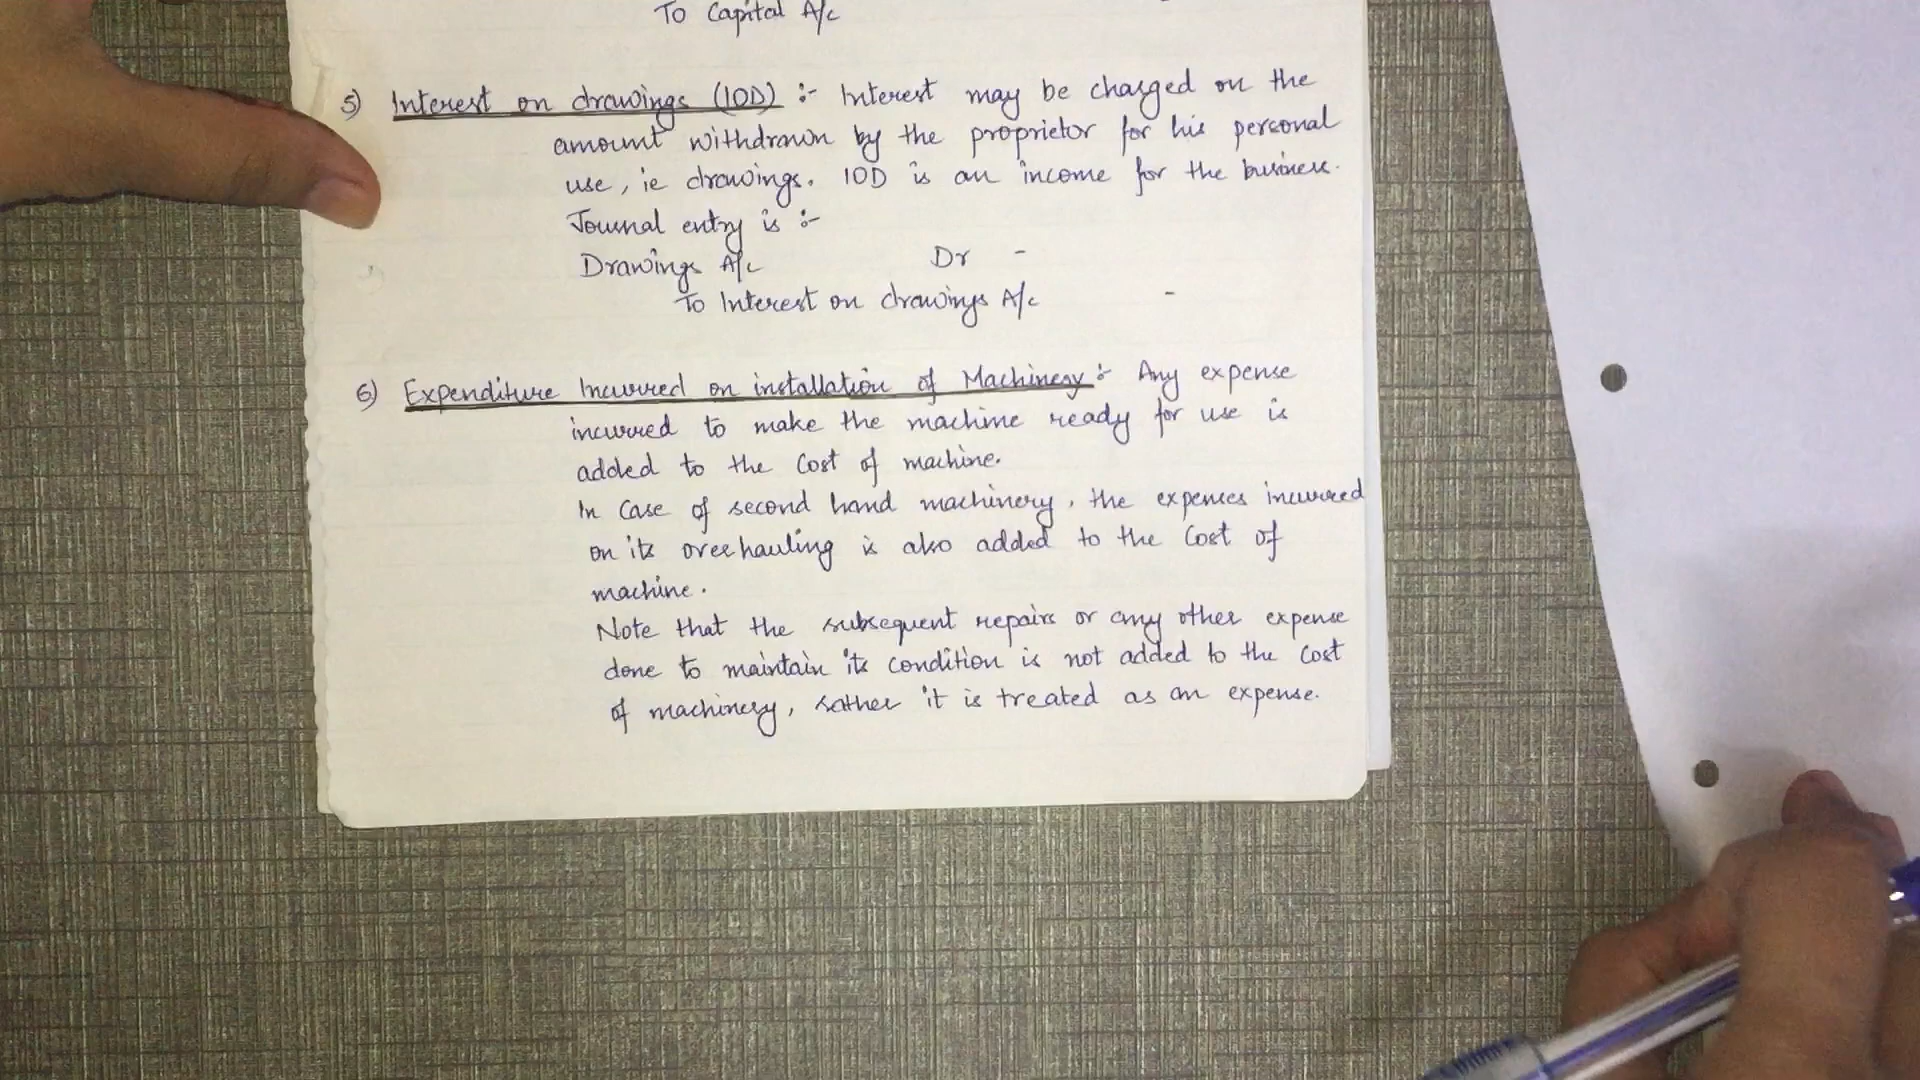 To Capital A/c
5) Interest on drawings (IOD) :- Interest may be charged on the
amount withdrawn by the proprietor for his personal
use, ie drawings. IOD is an income for the business.
Journal entry is :-
Drawings A/c Dr -
To Interest on drawings A/c -
6) Expenditure Incurred on installation of Machinery :- Any expense
incurred to make the machine ready for use is
added to the Cost of machine.
In Case of second hand machinery, the expenses incurred
on its overhauling is also added to the Cost of
machine.
Note that the subsequent repairs or any other expense
done to maintain its condition is not added to the Cost
of machinery, rather it is treated as an expense.